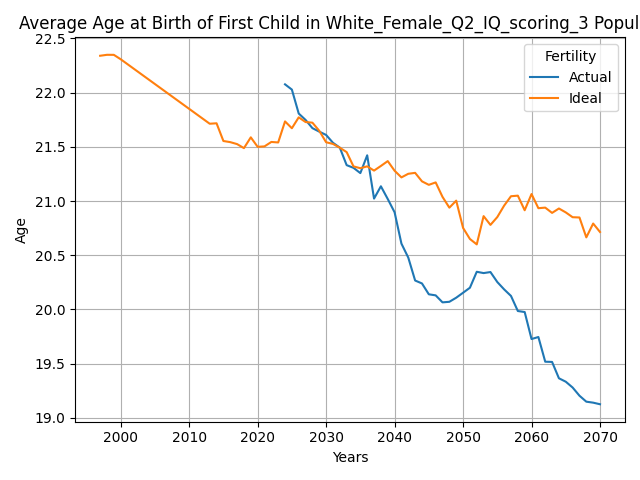 Average Age at Birth of First Child in White_Female_Q2_IQ_scoring_3 Popul
22.5
22.0
21.5
21.0
20.5
20.0
19.5
19.0
Age
Fertility
Actual
Ideal
2000 2010 2020 2030 2040 2050 2060 2070
Years